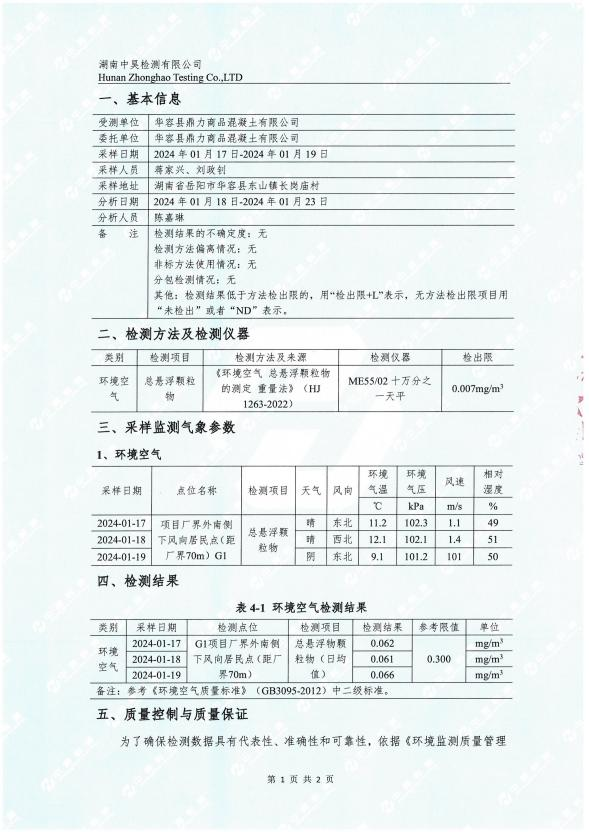 湖南中昊检测有限公司
Hunan Zhonghao Testing Co.,LTD
一、基本信息
受测单位 华容县鼎力商品混凝土有限公司
委托单位 华容县鼎力商品混凝土有限公司
采样日期 2024 年 01 月 17 日-2024 年 01 月 19 日
采样人员 蒋家兴、刘政钊
采样地址 湖南省岳阳市华容县东山镇长岗庙村
分析日期 2024 年 01 月 18 日-2024 年 01 月 23 日
分析人员 陈嘉琳
备 注 检测结果的不确定度：无
检测方法偏离情况：无
非标方法使用情况：无
分包检测情况：无
其他：检测结果低于方法检出限的，用“检出限+L”表示，无方法检出限项目用
“未检出”或者“ND”表示。
二、检测方法及检测仪器
类别 检测项目 检测方法及来源 检测仪器 检出限
环境空气 总悬浮颗粒物 《环境空气 总悬浮颗粒物的测定 重量法》（HJ 1263-2022） ME55/02 十万分之一天平 0.007mg/m³
三、采样监测气象参数
1、环境空气
采样日期 点位名称 检测项目 天气 风向 环境气温 环境气压 风速 相对湿度
℃ kPa m/s %
2024-01-17 项目厂界外南侧 总悬浮颗粒物 晴 东北 11.2 102.3 1.1 49
2024-01-18 下风向居民点（距 晴 西北 12.1 102.1 1.4 51
2024-01-19 厂界70m）G1 阴 东北 9.1 101.2 101 50
四、检测结果
表 4-1 环境空气检测结果
类别 采样日期 检测点位 检测项目 检测结果 参考限值 单位
环境空气 2024-01-17 G1项目厂界外南侧 总悬浮物颗 0.062 0.300 mg/m³
2024-01-18 下风向居民点（距厂 粒物（日均 0.061 mg/m³
2024-01-19 界70m） 值） 0.066 mg/m³
备注：参考《环境空气质量标准》（GB3095-2012）中二级标准。
五、质量控制与质量保证
为了确保检测数据具有代表性、准确性和可靠性，依据《环境监测质量管理
第 1 页 共 2 页